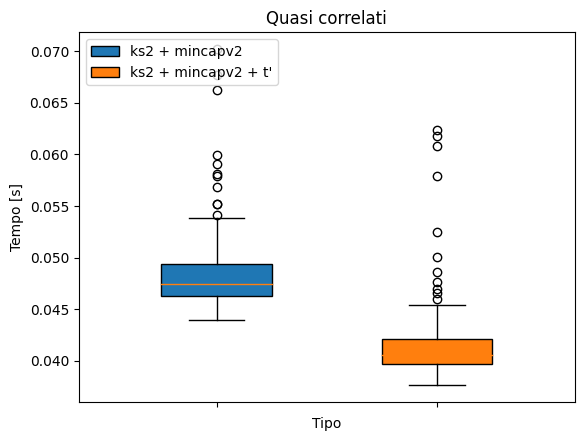 Quasi correlati
ks2 + mincapv2
ks2 + mincapv2 + t'
0.070
0.065
0.060
0.055
0.050
0.045
0.040
Tempo [s]
Tipo